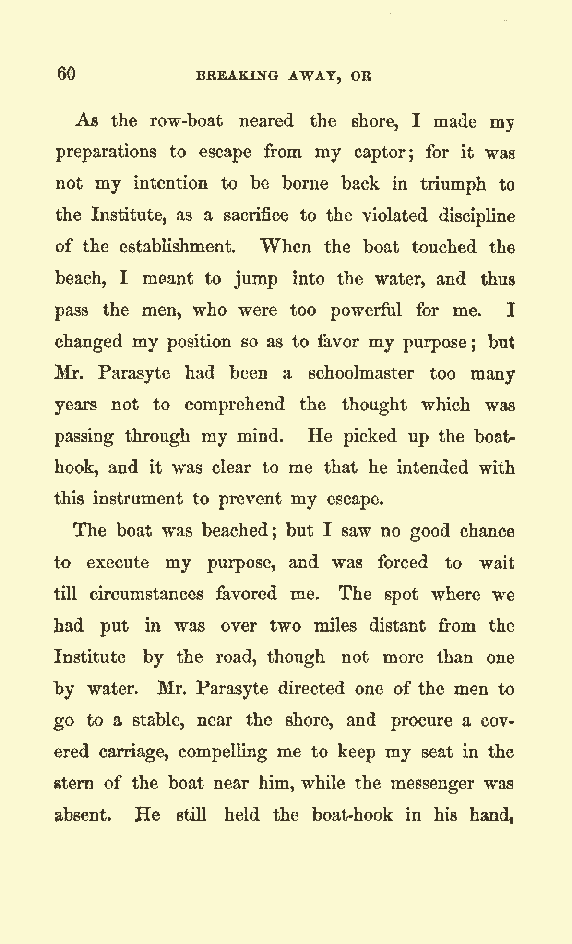 60 BREAKING AWAY, OR
As the row-boat neared the shore, I made my
preparations to escape from my captor; for it was
not my intention to be borne back in triumph to
the Institute, as a sacrifice to the violated discipline
of the establishment. When the boat touched the
beach, I meant to jump into the water, and thus
pass the men, who were too powerful for me. I
changed my position so as to favor my purpose; but
Mr. Parasyte had been a schoolmaster too many
years not to comprehend the thought which was
passing through my mind. He picked up the boat-
hook, and it was clear to me that he intended with
this instrument to prevent my escape.
The boat was beached; but I saw no good chance
to execute my purpose, and was forced to wait
till circumstances favored me. The spot where we
had put in was over two miles distant from the
Institute by the road, though not more than one
by water. Mr. Parasyte directed one of the men to
go to a stable, near the shore, and procure a cov-
ered carriage, compelling me to keep my seat in the
stern of the boat near him, while the messenger was
absent. He still held the boat-hook in his hand,